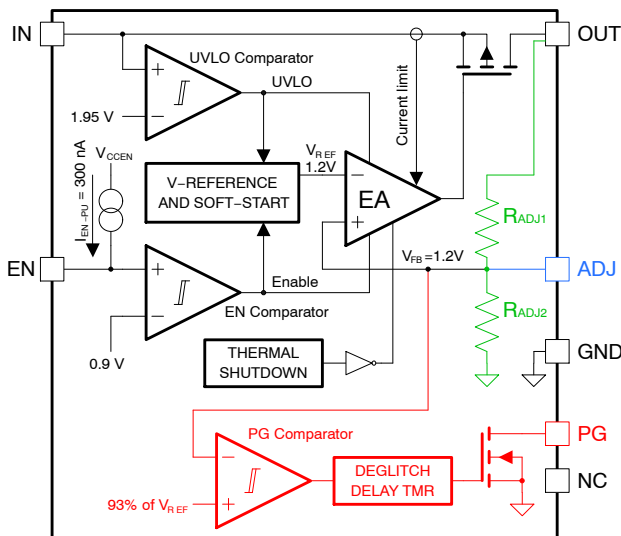 IN
OUT
UVLO Comparator
UVLO
1.95 V
Current limit
VCCEN
IEN-PU = 300 nA
V-REFERENCE
AND SOFT-START
VREF
1.2V
EA
RADJ1
VFB=1.2V
EN
ADJ
Enable
EN Comparator
RADJ2
0.9 V
THERMAL
SHUTDOWN
GND
PG Comparator
PG
DEGLITCH
DELAY TMR
NC
93% of VREF